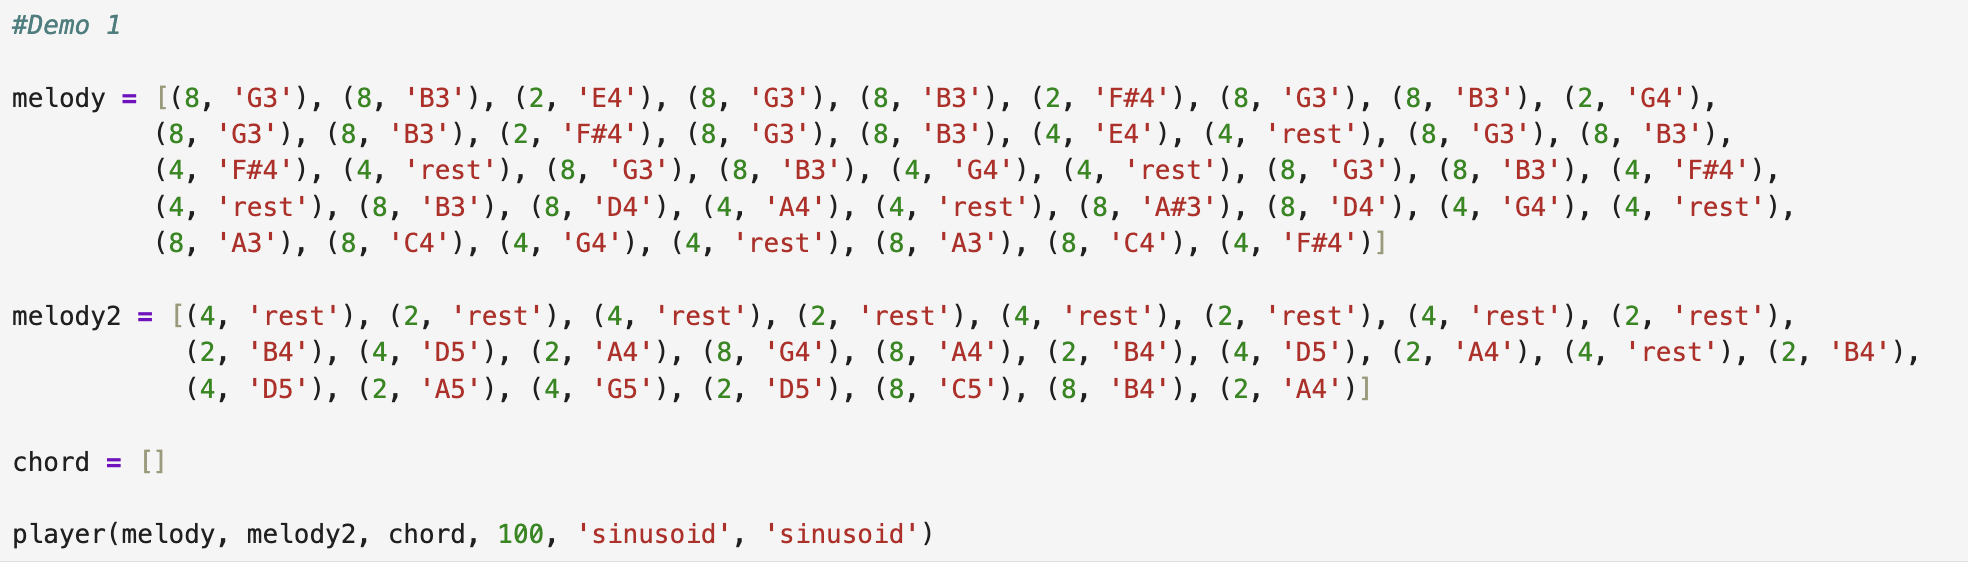 #Demo 1
melody = [(8, 'G3'), (8, 'B3'), (2, 'E4'), (8, 'G3'), (8, 'B3'), (2, 'F#4'), (8, 'G3'), (8, 'B3'), (2, 'G4'),
(8, 'G3'), (8, 'B3'), (2, 'F#4'), (8, 'G3'), (8, 'B3'), (4, 'E4'), (4, 'rest'), (8, 'G3'), (8, 'B3'),
(4, 'F#4'), (4, 'rest'), (8, 'G3'), (8, 'B3'), (4, 'G4'), (4, 'rest'), (8, 'G3'), (8, 'B3'), (4, 'F#4'),
(4, 'rest'), (8, 'B3'), (8, 'D4'), (4, 'A4'), (4, 'rest'), (8, 'A#3'), (8, 'D4'), (4, 'G4'), (4, 'rest'),
(8, 'A3'), (8, 'C4'), (4, 'G4'), (4, 'rest'), (8, 'A3'), (8, 'C4'), (4, 'F#4')]
melody2 = [(4, 'rest'), (2, 'rest'), (4, 'rest'), (2, 'rest'), (4, 'rest'), (2, 'rest'), (4, 'rest'), (2, 'rest'),
(2, 'B4'), (4, 'D5'), (2, 'A4'), (8, 'G4'), (8, 'A4'), (2, 'B4'), (4, 'D5'), (2, 'A4'), (4, 'rest'), (2, 'B4'),
(4, 'D5'), (2, 'A5'), (4, 'G5'), (2, 'D5'), (8, 'C5'), (8, 'B4'), (2, 'A4')]
chord = []
player(melody, melody2, chord, 100, 'sinusoid', 'sinusoid')